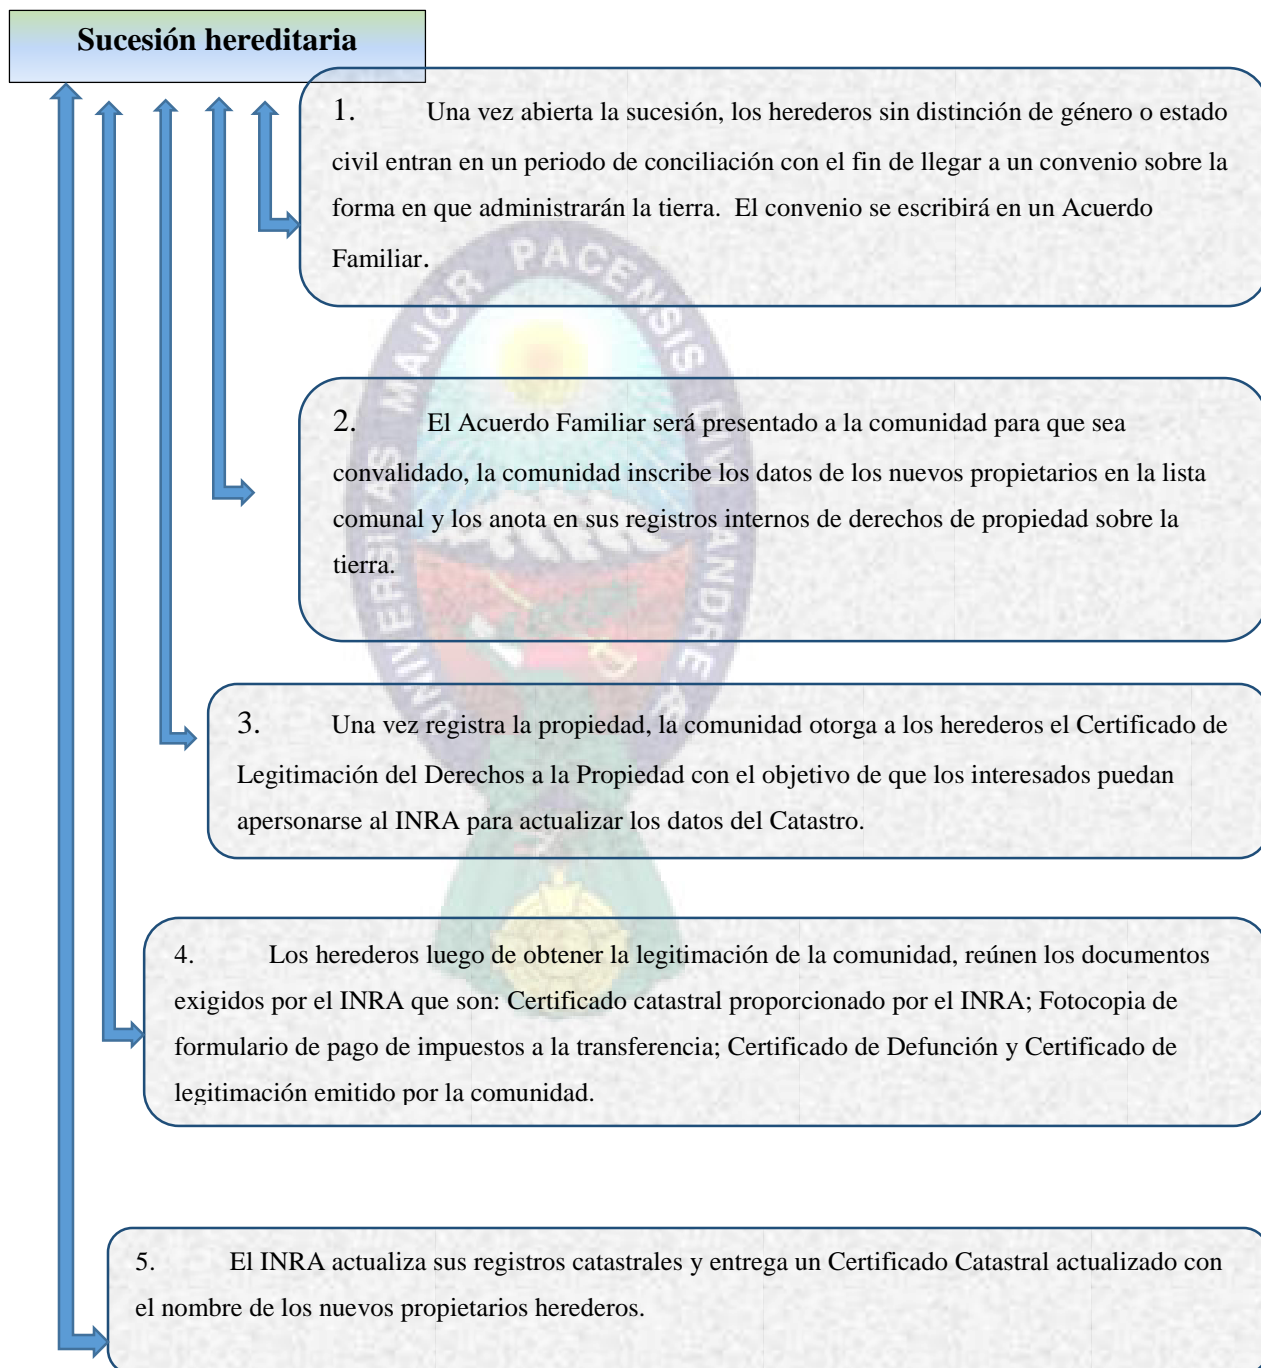 Sucesión hereditaria
1. Una vez abierta la sucesión, los herederos sin distinción de género o estado
civil entran en un periodo de conciliación con el fin de llegar a un convenio sobre la
forma en que administrarán la tierra. El convenio se escribirá en un Acuerdo
Familiar.
2. El Acuerdo Familiar será presentado a la comunidad para que sea
convalidado, la comunidad inscribe los datos de los nuevos propietarios en la lista
comunal y los anota en sus registros internos de derechos de propiedad sobre la
tierra.
3. Una vez registra la propiedad, la comunidad otorga a los herederos el Certificado de
Legitimación del Derechos a la Propiedad con el objetivo de que los interesados puedan
apersonarse al INRA para actualizar los datos del Catastro.
4. Los herederos luego de obtener la legitimación de la comunidad, reúnen los documentos
exigidos por el INRA que son: Certificado catastral proporcionado por el INRA; Fotocopia de
formulario de pago de impuestos a la transferencia; Certificado de Defunción y Certificado de
legitimación emitido por la comunidad.
5. El INRA actualiza sus registros catastrales y entrega un Certificado Catastral actualizado con
el nombre de los nuevos propietarios herederos.
UNIVERSITAS MAJOR PACENSIS DIVI ANDREÆ